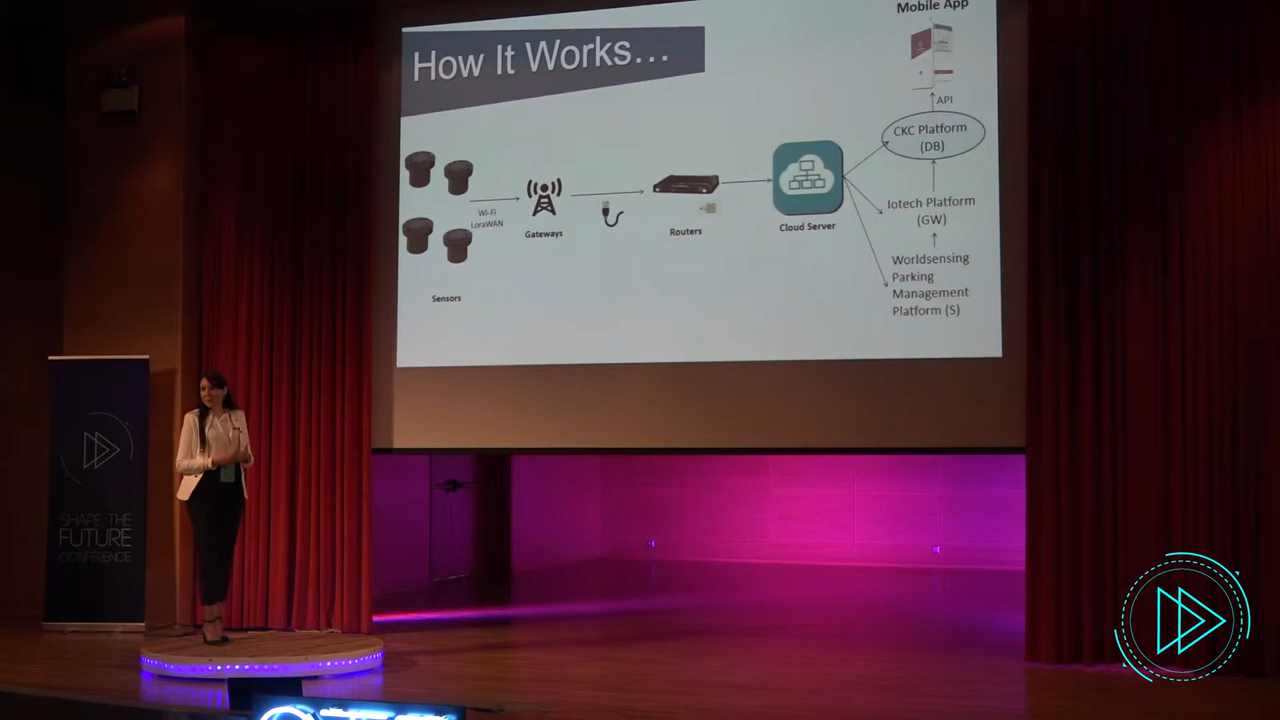 Mobile App
How It Works...
API
CKC Platform
(DB)
Wi-Fi
LoraWAN
Gateways
Routers
Cloud Server
Iotech Platform
(GW)
Worldsensing
Parking
Management
Platform (S)
Sensors
SHAPE THE
FUTURE
CONFERENCE